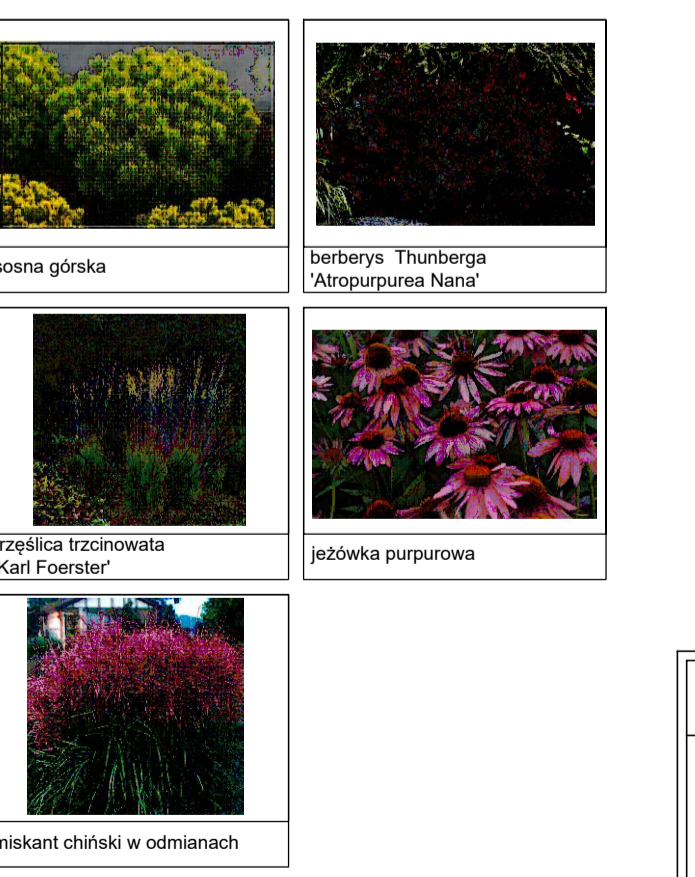 sosna górska
berberys Thunberga
'Atropurpurea Nana'
rzęślica trzcinowata
'Karl Foerster'
jeżówka purpurowa
miskant chiński w odmianach